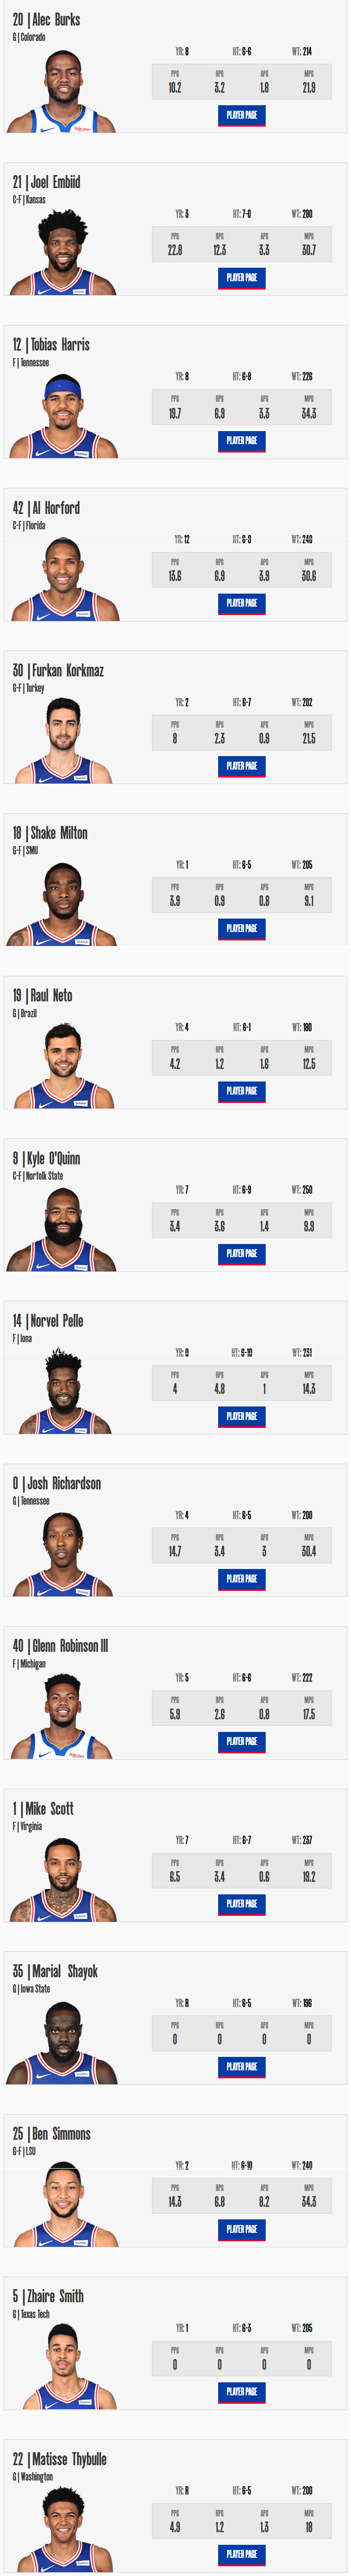 20 | Alec Burks
G | Colorado
YR: 8 HT: 6-6 WT: 214
PPG RPG APG MPG
10.2 3.2 1.8 21.9
PLAYER PAGE
21 | Joel Embiid
C-F | Kansas
YR: 3 HT: 7-0 WT: 280
PPG RPG APG MPG
22.8 12.3 3.3 30.7
PLAYER PAGE
12 | Tobias Harris
F | Tennessee
YR: 8 HT: 6-8 WT: 226
PPG RPG APG MPG
19.7 6.9 3.3 34.3
PLAYER PAGE
42 | Al Horford
C-F | Florida
YR: 12 HT: 6-9 WT: 240
PPG RPG APG MPG
13.6 6.9 3.9 30.6
PLAYER PAGE
30 | Furkan Korkmaz
G-F | Turkey
YR: 2 HT: 6-7 WT: 202
PPG RPG APG MPG
8 2.3 0.9 21.5
PLAYER PAGE
18 | Shake Milton
G-F | SMU
YR: 1 HT: 6-5 WT: 205
PPG RPG APG MPG
3.9 0.9 0.8 9.1
PLAYER PAGE
19 | Raul Neto
G | Brazil
YR: 4 HT: 6-1 WT: 180
PPG RPG APG MPG
4.2 1.2 1.6 12.5
PLAYER PAGE
9 | Kyle O'Quinn
C-F | Norfolk State
YR: 7 HT: 6-9 WT: 250
PPG RPG APG MPG
3.4 3.6 1.4 9.9
PLAYER PAGE
14 | Norvel Pelle
F | Iona
YR: 0 HT: 6-10 WT: 231
PPG RPG APG MPG
4 4.8 1 14.3
PLAYER PAGE
0 | Josh Richardson
G | Tennessee
YR: 4 HT: 6-5 WT: 200
PPG RPG APG MPG
14.7 3.4 3 30.4
PLAYER PAGE
40 | Glenn Robinson III
F | Michigan
YR: 5 HT: 6-6 WT: 222
PPG RPG APG MPG
5.9 2.6 0.8 17.5
PLAYER PAGE
1 | Mike Scott
F | Virginia
YR: 7 HT: 6-7 WT: 237
PPG RPG APG MPG
6.5 3.4 0.6 19.2
PLAYER PAGE
35 | Marial Shayok
G | Iowa State
YR: R HT: 6-5 WT: 196
PPG RPG APG MPG
0 0 0 0
PLAYER PAGE
25 | Ben Simmons
G-F | LSU
YR: 2 HT: 6-10 WT: 240
PPG RPG APG MPG
14.3 6.8 8.2 34.3
PLAYER PAGE
5 | Zhaire Smith
G | Texas Tech
YR: 1 HT: 6-3 WT: 205
PPG RPG APG MPG
0 0 0 0
PLAYER PAGE
22 | Matisse Thybulle
G | Washington
YR: R HT: 6-5 WT: 200
PPG RPG APG MPG
4.9 1.2 1.3 18
PLAYER PAGE